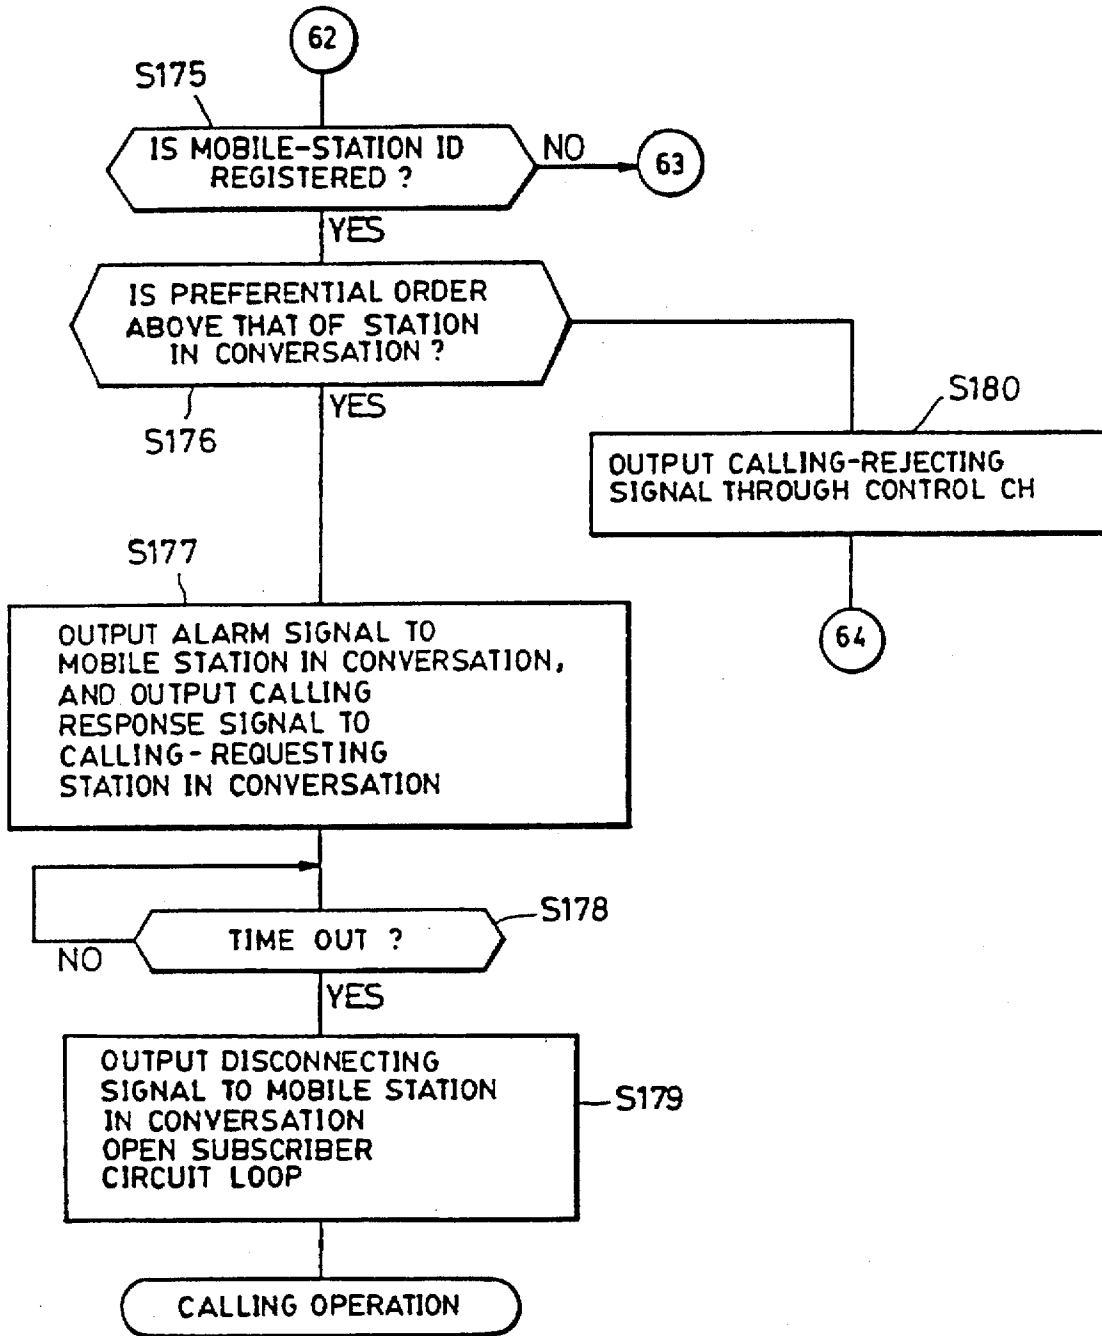 62
S175
IS MOBILE-STATION ID
REGISTERED ?
NO
63
YES
IS PREFERENTIAL ORDER
ABOVE THAT OF STATION
IN CONVERSATION ?
YES
S176
S180
OUTPUT CALLING-REJECTING
SIGNAL THROUGH CONTROL CH
64
S177
OUTPUT ALARM SIGNAL TO
MOBILE STATION IN CONVERSATION,
AND OUTPUT CALLING
RESPONSE SIGNAL TO
CALLING-REQUESTING
STATION IN CONVERSATION
S178
TIME OUT ?
NO
YES
OUTPUT DISCONNECTING
SIGNAL TO MOBILE STATION
IN CONVERSATION
OPEN SUBSCRIBER
CIRCUIT LOOP
S179
CALLING OPERATION